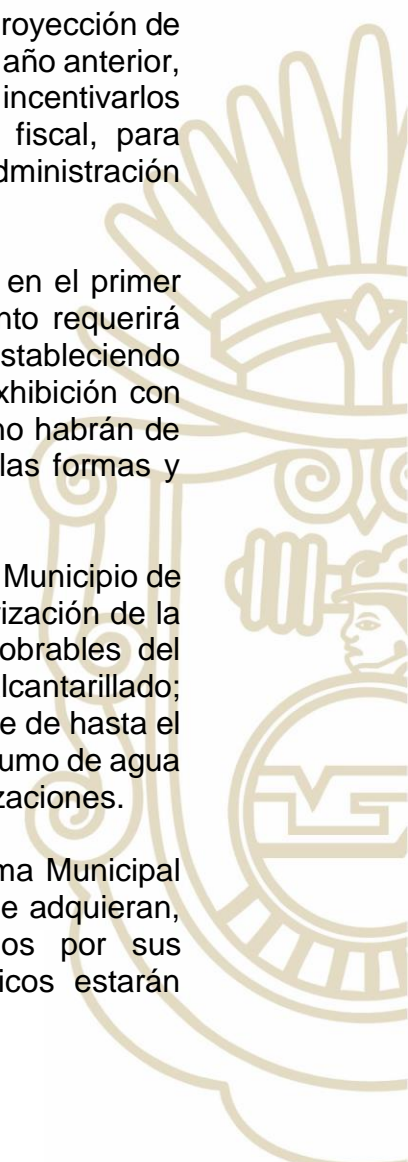 royección de
año anterior,
incentivarlos
fiscal, para
dministración
en el primer
nto requerirá
stableciendo
xhibición con
no habrán de
las formas y
Municipio de
rización de la
obrables del
lcantarillado;
e de hasta el
sumo de agua
zaciones.
ma Municipal
e adquieran,
os por sus
icos estarán